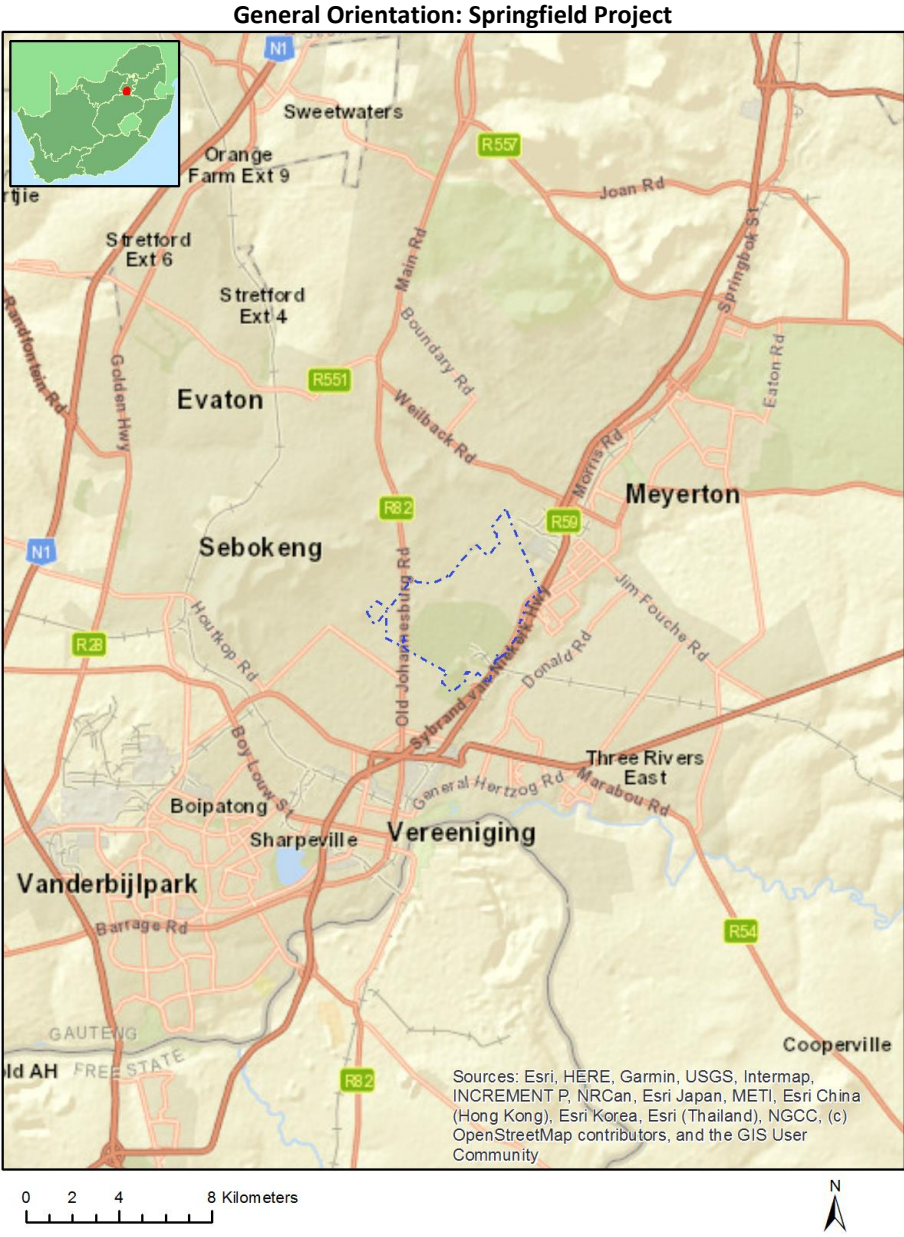 General Orientation: Springfield Project
N1
Sweetwaters
R557
Orange
Farm Ext 9
Joan Rd
rtjie
Stretford
Ext 6
Main Rd
Springbok St
Stretford
Ext 4
Randfontein Rd
Boundary Rd
Golden Hwy
Eaton Rd
R551
Evaton
Weilback Rd
Morris Rd
Meyerton
R82
R59
Sebokeng
N1
Old Johannesburg Rd
Jim Fouche Rd
Houtkop Rd
R28
Sybrand van Niekerk Hwy
Donald Rd
Boy Louw St
Three Rivers
East
General Hertzog Rd
Marabou Rd
Boipatong
Sharpeville
Vereeniging
Vanderbijlpark
Barrage Rd
R54
GAUTENG
FREE STATE
Cooperville
ld AH
R82
Sources: Esri, HERE, Garmin, USGS, Intermap,
INCREMENT P, NRCan, Esri Japan, METI, Esri China
(Hong Kong), Esri Korea, Esri (Thailand), NGCC, (c)
OpenStreetMap contributors, and the GIS User
Community
0 2 4 8 Kilometers
N